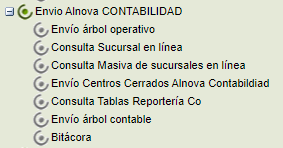 Envio Alnova CONTABILIDAD
Envío árbol operativo
Consulta Sucursal en línea
Consulta Masiva de sucursales en línea
Envío Centros Cerrados Alnova Contabildiad
Consulta Tablas Reportería Co
Envío árbol contable
Bitácora